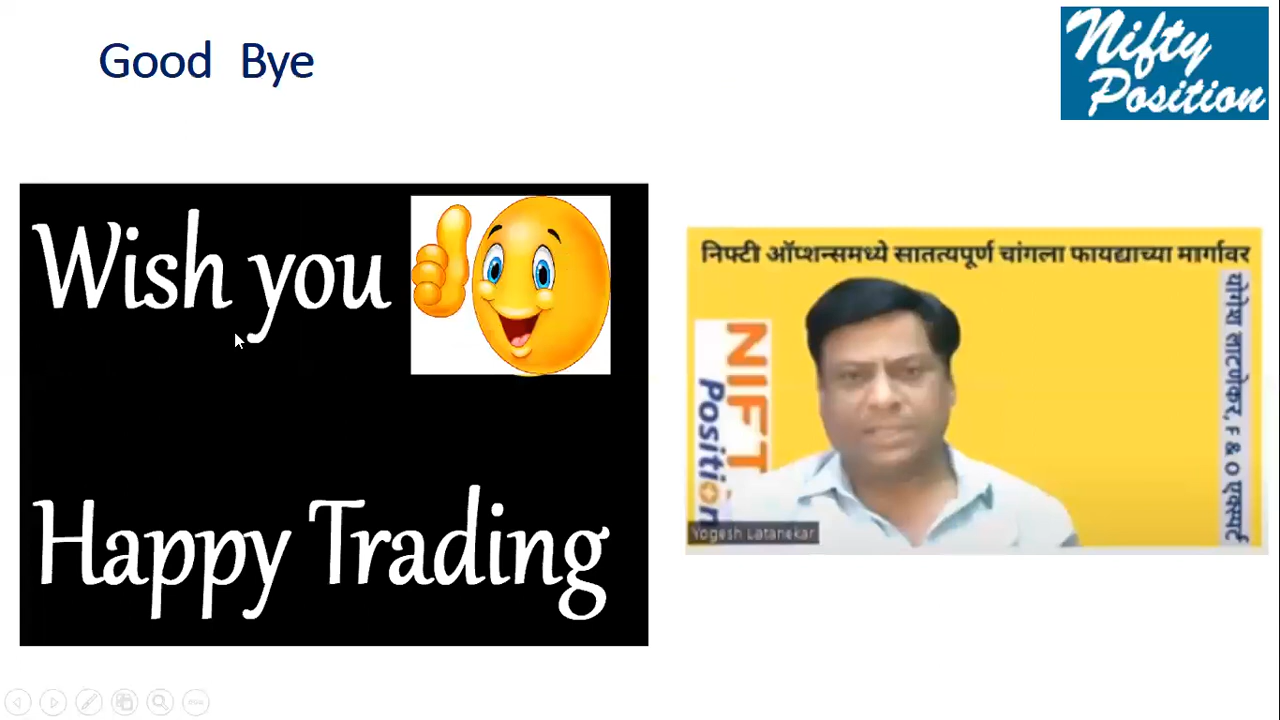 Good Bye
Nifty
Position
Wish you
Happy Trading
निफ्टी ऑप्शन्समध्ये सातत्यपूर्ण चांगला फायद्याच्या मार्गावर
NIFT
Position
योगेश लाटणेकर, F & O एक्स्पर्ट
Yogesh Latanekar